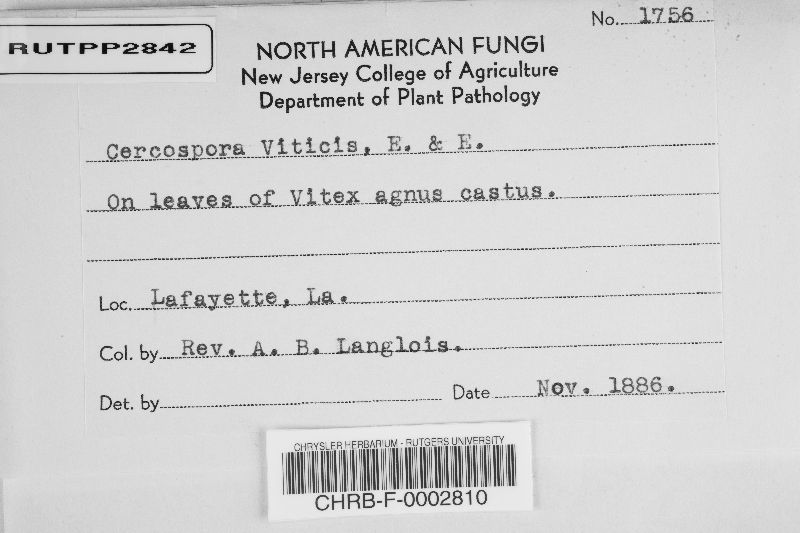 No. 1756
RUTPP2842
NORTH AMERICAN FUNGI
New Jersey College of Agriculture
Department of Plant Pathology
Cercospora Viticis, E. & E.
On leaves of Vitex agnus castus.
Loc. Lafayette, La.
Col. by Rev. A. B. Langlois.
Det. by Date Nov. 1886.
CHRYSLER HERBARIUM - RUTGERS UNIVERSITY
CHRB-F-0002810